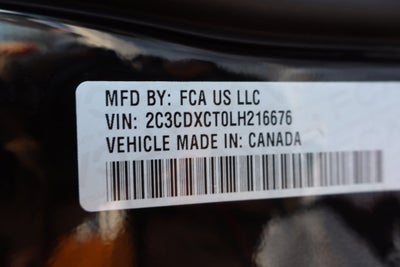 MFD BY: FCA US LLC
VIN: 2C3CDXCT0LH216676
VEHICLE MADE IN: CANADA